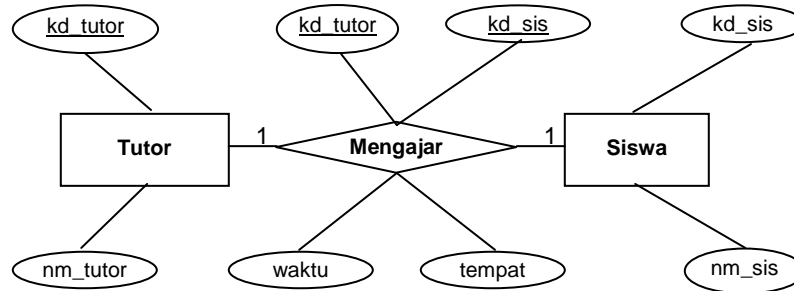 kd_tutor
kd_tutor
kd_sis
kd_sis
Tutor
1
Mengajar
1
Siswa
nm_tutor
waktu
tempat
nm_sis